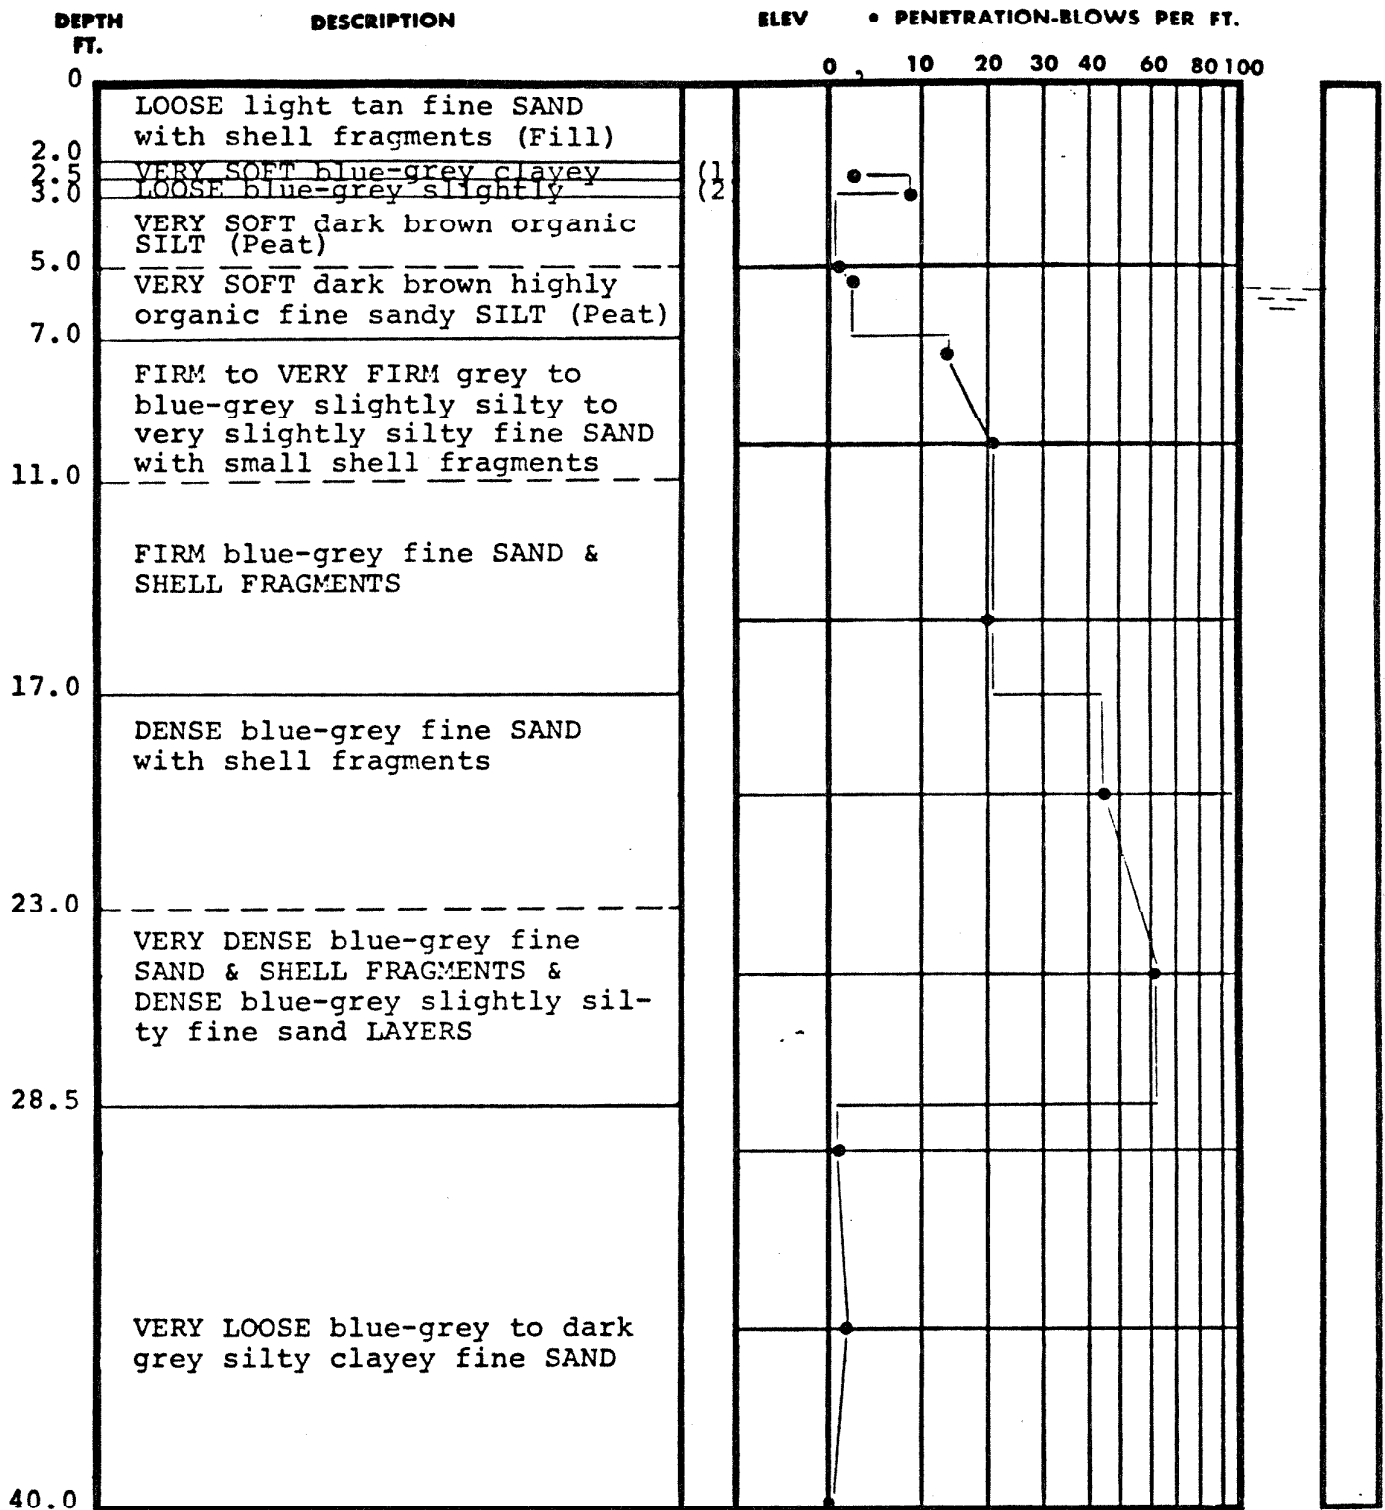 DEPTH FT.
DESCRIPTION
ELEV
• PENETRATION-BLOWS PER FT.
0 10 20 30 40 60 80 100
0
LOOSE light tan fine SAND
with shell fragments (Fill)
2.0
VERY SOFT blue-grey clayey
(1
2.5
LOOSE blue-grey slightly
(2
3.0
VERY SOFT dark brown organic
SILT (Peat)
5.0
VERY SOFT dark brown highly
organic fine sandy SILT (Peat)
7.0
FIRM to VERY FIRM grey to
blue-grey slightly silty to
very slightly silty fine SAND
with small shell fragments
11.0
FIRM blue-grey fine SAND &
SHELL FRAGMENTS
17.0
DENSE blue-grey fine SAND
with shell fragments
23.0
VERY DENSE blue-grey fine
SAND & SHELL FRAGMENTS &
DENSE blue-grey slightly sil-
ty fine sand LAYERS
28.5
VERY LOOSE blue-grey to dark
grey silty clayey fine SAND
40.0